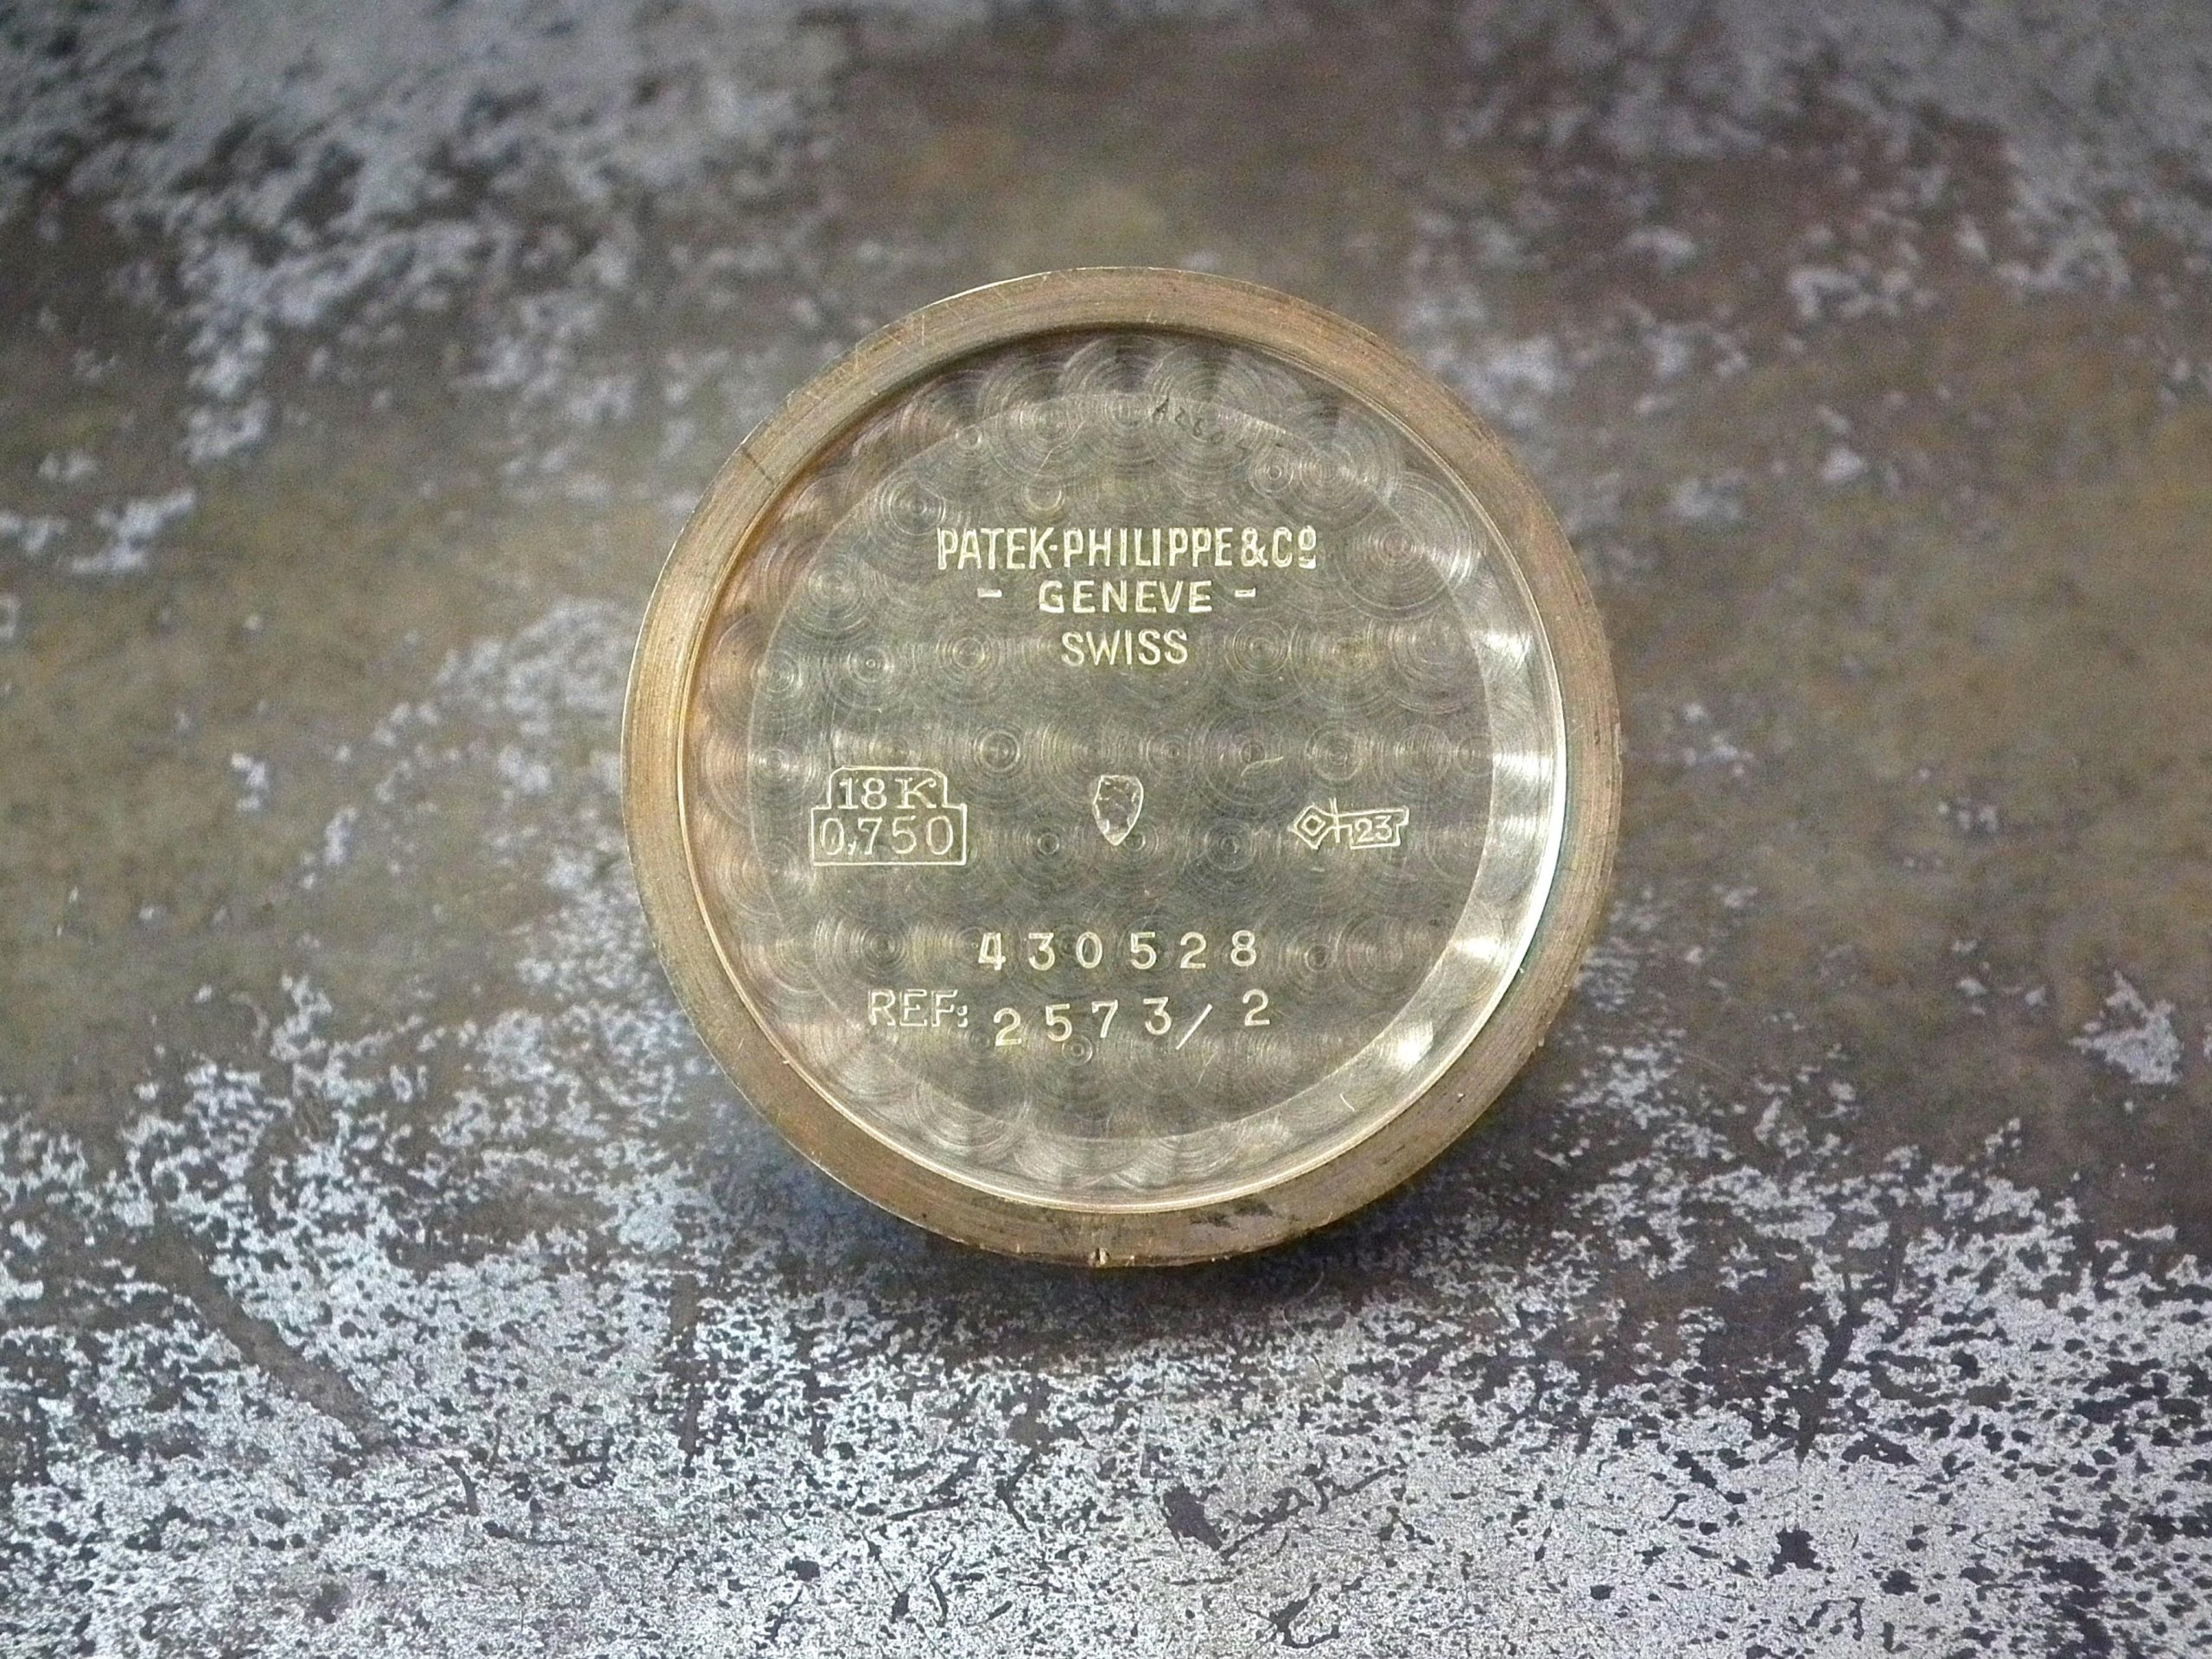 PATEK·PHILIPPE & Cº
- GENEVE -
SWISS
18K
0,750
23
430528
REF: 2573/2